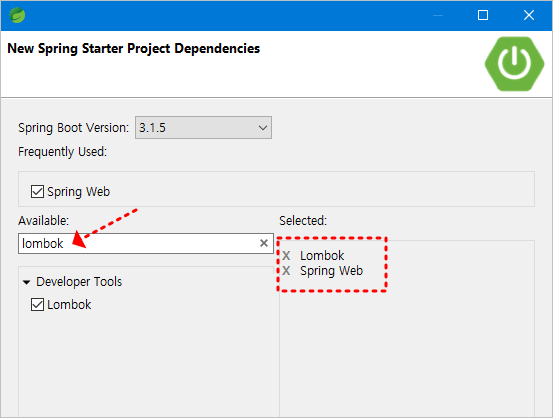 New Spring Starter Project Dependencies
Spring Boot Version: 3.1.5
Frequently Used:
Spring Web
Available:
Selected:
lombok
Lombok
Spring Web
Developer Tools
Lombok